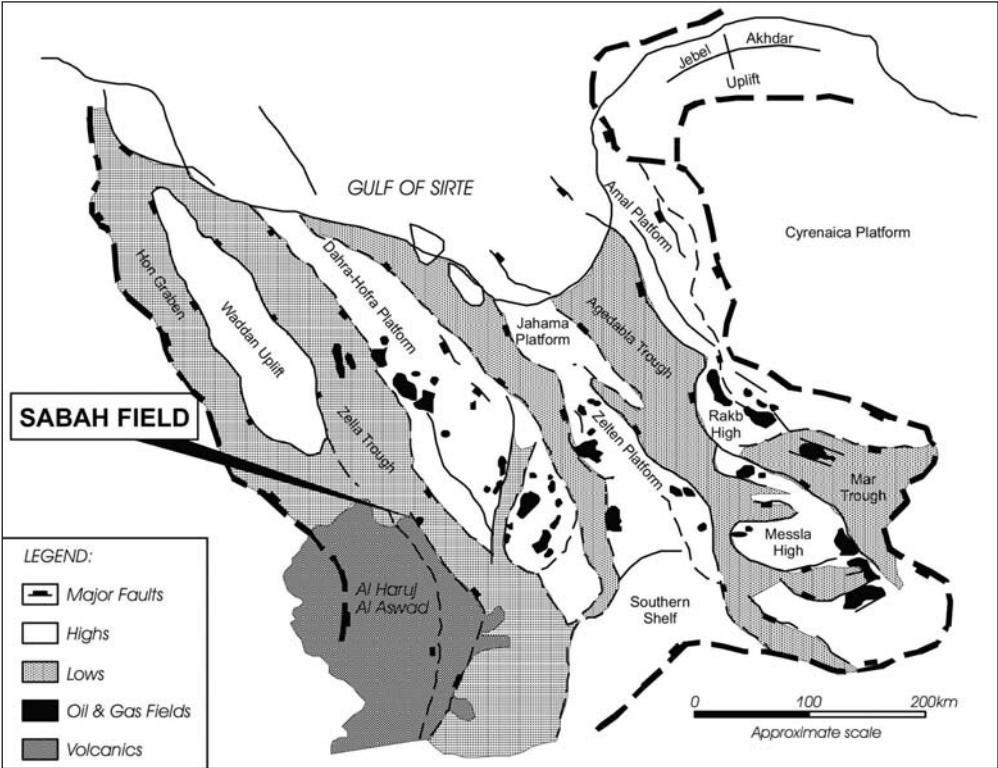 Jebel
Akhdar
Uplift
GULF OF SIRTE
Amal Platform
Cyrenaica Platform
Hon Graben
Waddan Uplift
Dahra-Hofra Platform
Jahama
Platform
Agedabia Trough
SABAH FIELD
Zella Trough
Zelten Platform
Rakb
High
Mar
Trough
Messla
High
Al Haruj
Al Aswad
Southern
Shelf
LEGEND:
Major Faults
Highs
Lows
Oil & Gas Fields
Volcanics
0
100
200km
Approximate scale